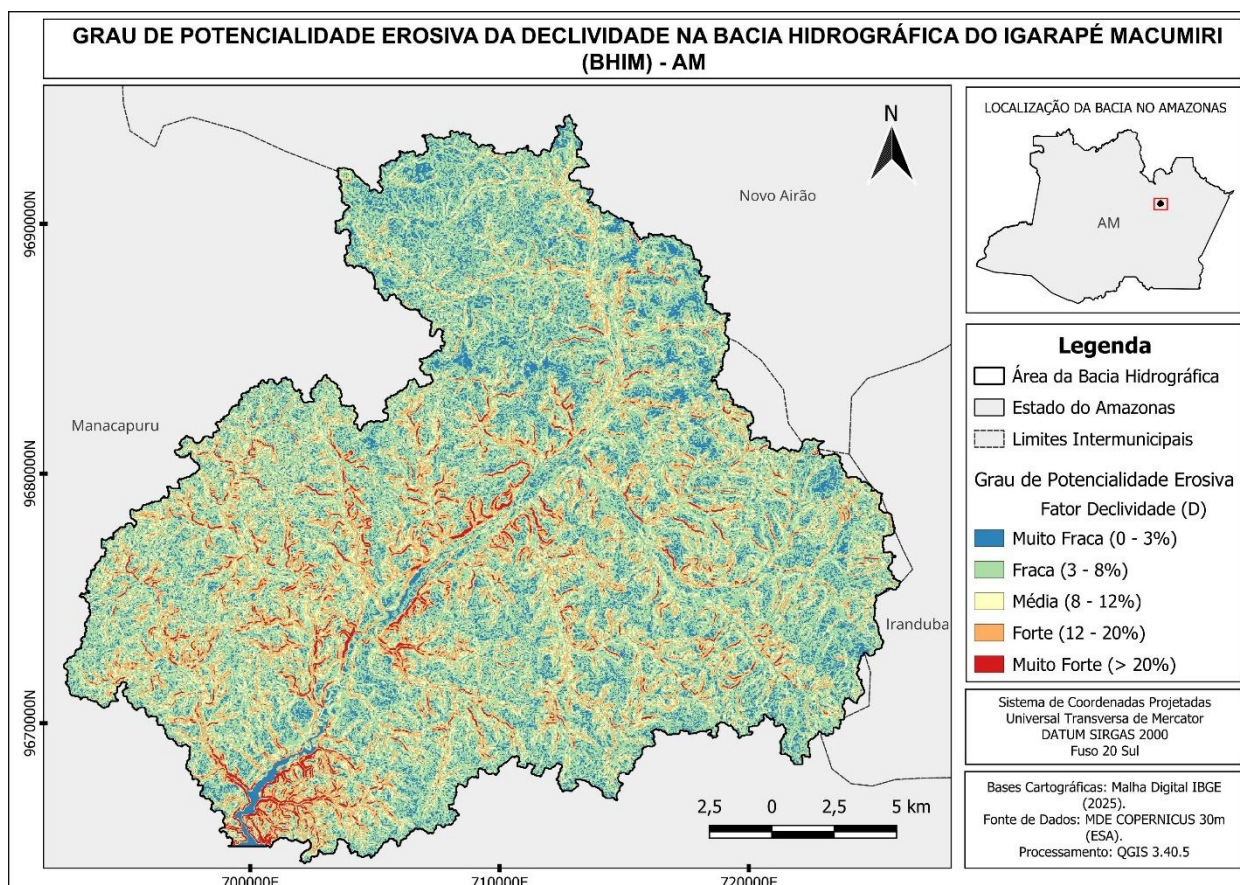 GRAU DE POTENCIALIDADE EROSIVA DA DECLIVIDADE NA BACIA HIDROGRÁFICA DO IGARAPÉ MACUMIRI
(BHIM) - AM
N
Novo Airão
Manacapuru
Iranduba
9690000N
9680000N
9670000N
700000E
710000E
720000E
2,5 0 2,5 5 km
LOCALIZAÇÃO DA BACIA NO AMAZONAS
AM
Legenda
Área da Bacia Hidrográfica
Estado do Amazonas
Limites Intermunicipais
Grau de Potencialidade Erosiva
Fator Declividade (D)
Muito Fraca (0 - 3%)
Fraca (3 - 8%)
Média (8 - 12%)
Forte (12 - 20%)
Muito Forte (> 20%)
Sistema de Coordenadas Projetadas
Universal Transversa de Mercator
DATUM SIRGAS 2000
Fuso 20 Sul
Bases Cartográficas: Malha Digital IBGE
(2025).
Fonte de Dados: MDE COPERNICUS 30m
(ESA).
Processamento: QGIS 3.40.5